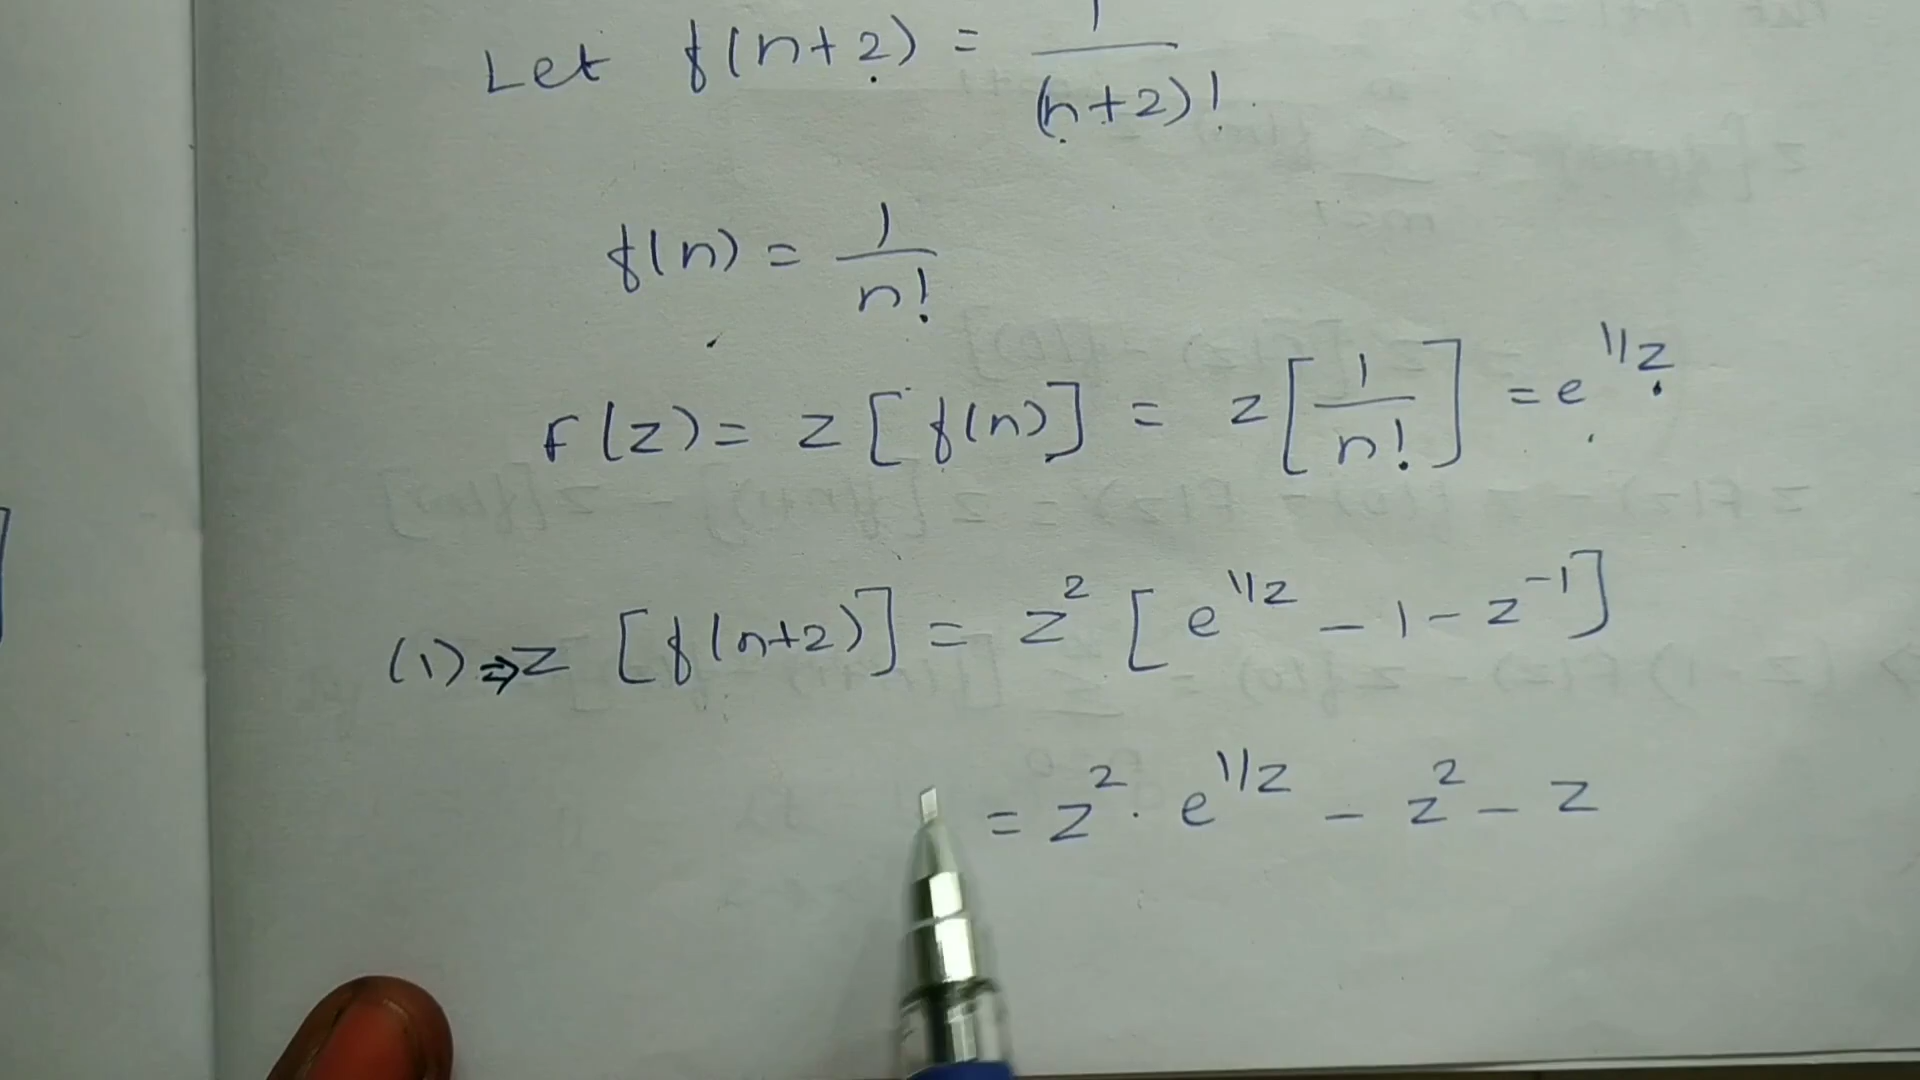 Let f(n+2) = 1/(n+2)!
f(n) = 1/n!
F(z) = z[f(n)] = z[1/n!] = e^{1/z}
(1) ⇒ z[f(n+2)] = z^2 [e^{1/z} - 1 - z^{-1}]
= z^2 . e^{1/z} - z^2 - z